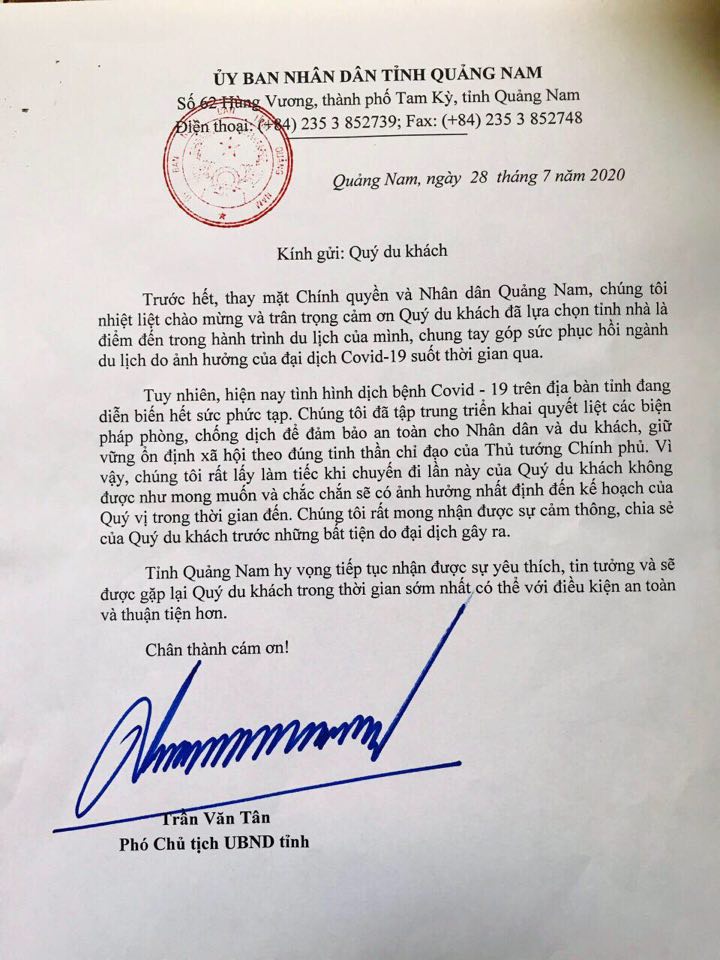 ỦY BAN NHÂN DÂN TỈNH QUẢNG NAM
Số 62 Hùng Vương, thành phố Tam Kỳ, tỉnh Quảng Nam
Điện thoại: (+84) 235 3 852739; Fax: (+84) 235 3 852748
Quảng Nam, ngày 28 tháng 7 năm 2020
Kính gửi: Quý du khách
Trước hết, thay mặt Chính quyền và Nhân dân Quảng Nam, chúng tôi
nhiệt liệt chào mừng và trân trọng cảm ơn Quý du khách đã lựa chọn tỉnh nhà là
điểm đến trong hành trình du lịch của mình, chung tay góp sức phục hồi ngành
du lịch do ảnh hưởng của đại dịch Covid-19 suốt thời gian qua.
Tuy nhiên, hiện nay tình hình dịch bệnh Covid - 19 trên địa bàn tỉnh đang
diễn biến hết sức phức tạp. Chúng tôi đã tập trung triển khai quyết liệt các biện
pháp phòng, chống dịch để đảm bảo an toàn cho Nhân dân và du khách, giữ
vững ổn định xã hội theo đúng tinh thần chỉ đạo của Thủ tướng Chính phủ. Vì
vậy, chúng tôi rất lấy làm tiếc khi chuyến đi lần này của Quý du khách không
được như mong muốn và chắc chắn sẽ có ảnh hưởng nhất định đến kế hoạch của
Quý vị trong thời gian đến. Chúng tôi rất mong nhận được sự cảm thông, chia sẻ
của Quý du khách trước những bất tiện do đại dịch gây ra.
Tỉnh Quảng Nam hy vọng tiếp tục nhận được sự yêu thích, tin tưởng và sẽ
được gặp lại Quý du khách trong thời gian sớm nhất có thể với điều kiện an toàn
và thuận tiện hơn.
Chân thành cám ơn!
Trần Văn Tân
Phó Chủ tịch UBND tỉnh